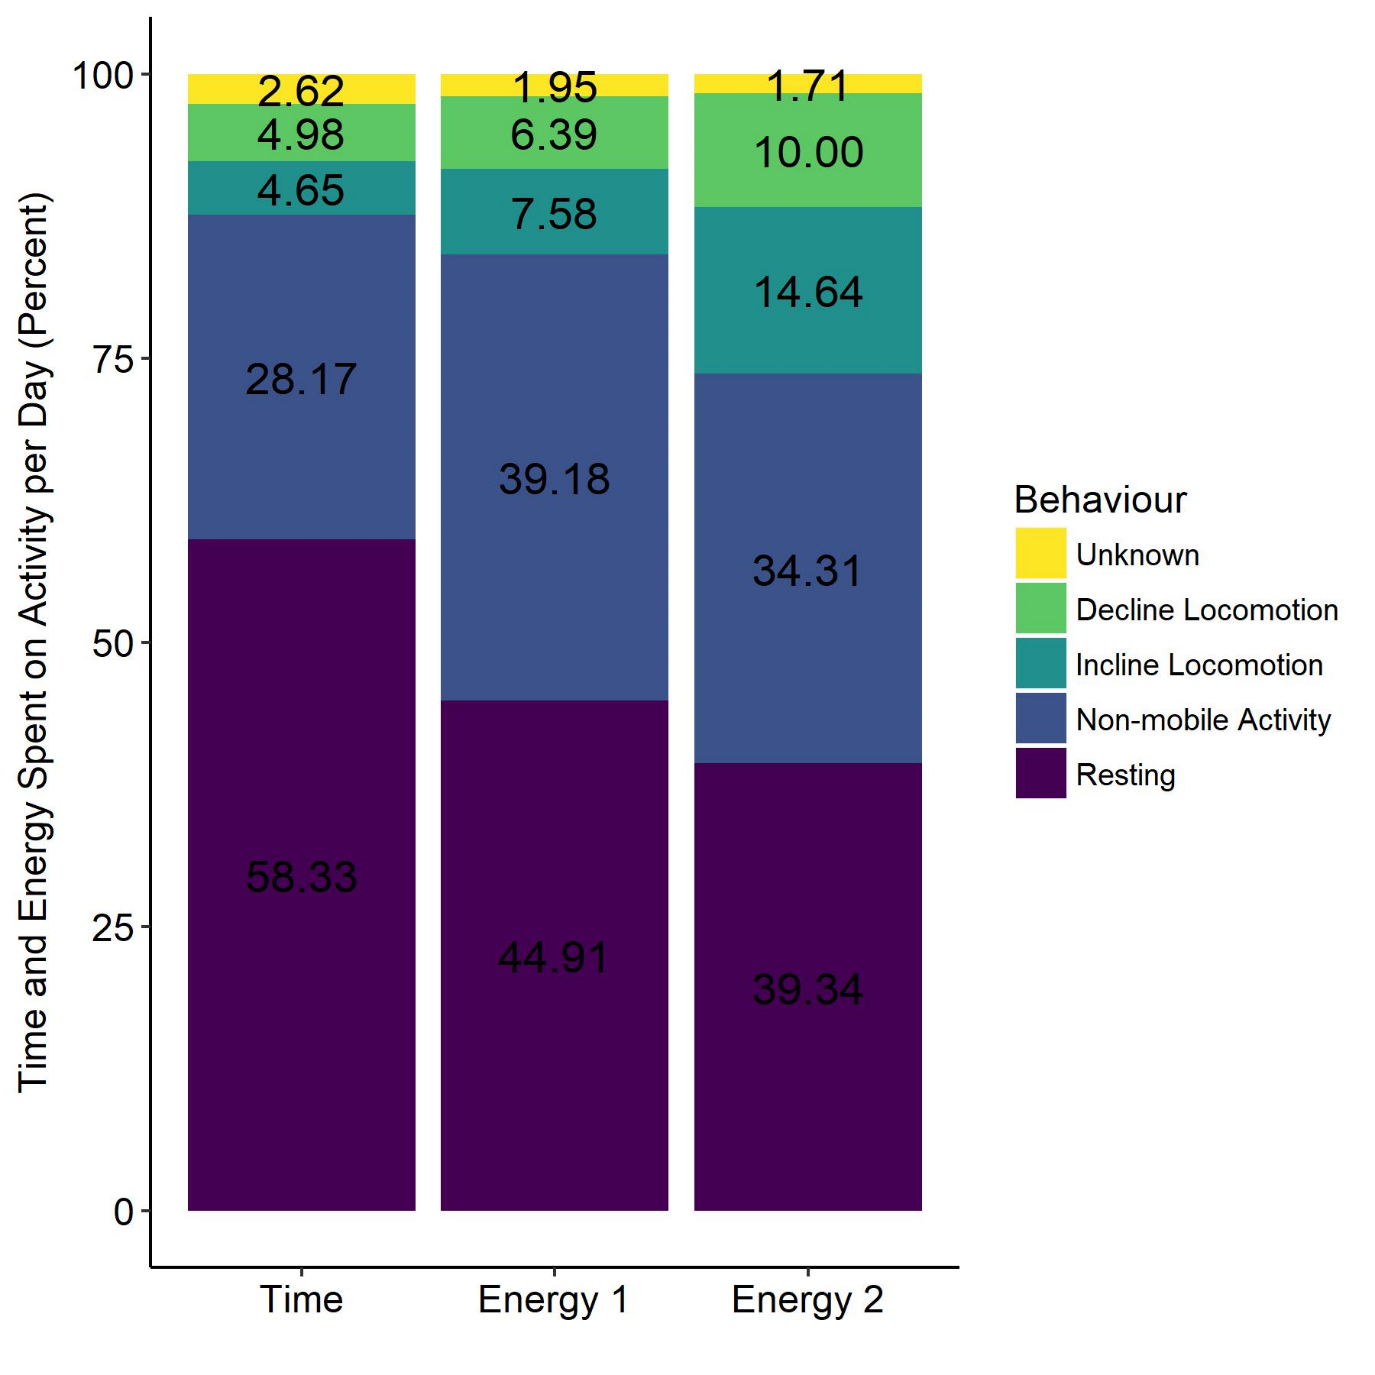 Time and Energy Spent on Activity per Day (Percent)
100
75
50
25
0
2.62
4.98
4.65
28.17
58.33
1.95
6.39
7.58
39.18
44.91
1.71
10.00
14.64
34.31
39.34
Time
Energy 1
Energy 2
Behaviour
Unknown
Decline Locomotion
Incline Locomotion
Non-mobile Activity
Resting